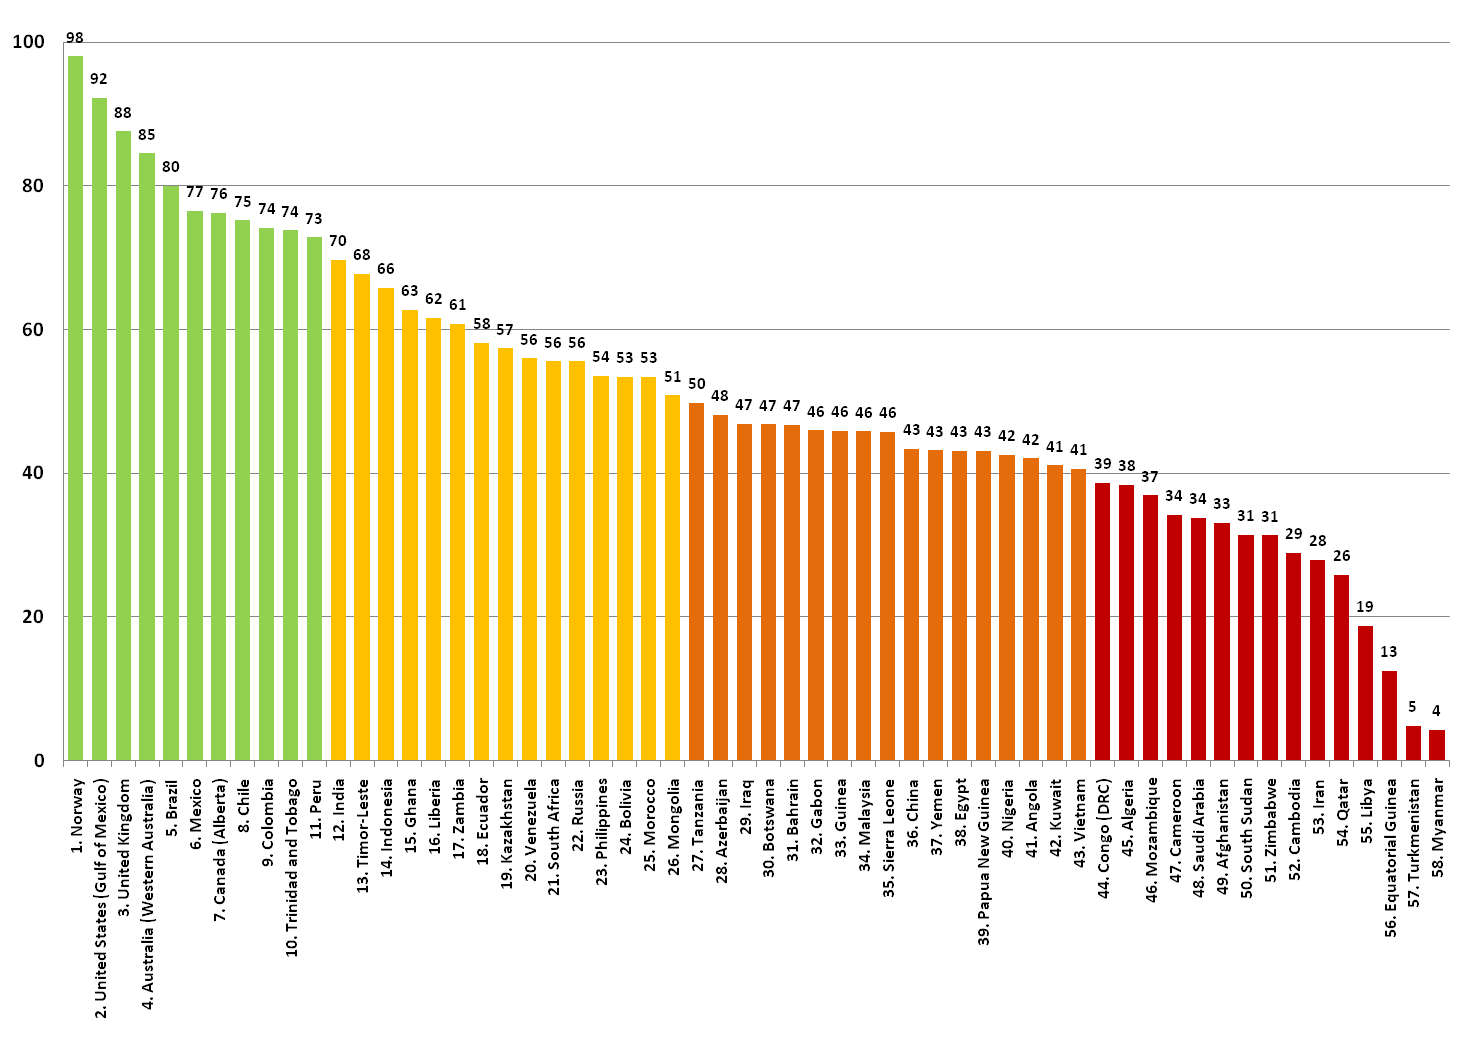 100
80
60
40
20
0
98
92
88
85
80
77
76
75
74
74
73
70
68
66
63
62
61
58
57
56
56
56
54
53
53
51
50
48
47
47
47
46
46
46
46
43
43
43
43
42
42
41
41
39
38
37
34
34
33
31
31
29
28
26
19
13
5
4
1. Norway
2. United States (Gulf of Mexico)
3. United Kingdom
4. Australia (Western Australia)
5. Brazil
6. Mexico
7. Canada (Alberta)
8. Chile
9. Colombia
10. Trinidad and Tobago
11. Peru
12. India
13. Timor-Leste
14. Indonesia
15. Ghana
16. Liberia
17. Zambia
18. Ecuador
19. Kazakhstan
20. Venezuela
21. South Africa
22. Russia
23. Philippines
24. Bolivia
25. Morocco
26. Mongolia
27. Tanzania
28. Azerbaijan
29. Iraq
30. Botswana
31. Bahrain
32. Gabon
33. Guinea
34. Malaysia
35. Sierra Leone
36. China
37. Yemen
38. Egypt
39. Papua New Guinea
40. Nigeria
41. Angola
42. Kuwait
43. Vietnam
44. Congo (DRC)
45. Algeria
46. Mozambique
47. Cameroon
48. Saudi Arabia
49. Afghanistan
50. South Sudan
51. Zimbabwe
52. Cambodia
53. Iran
54. Qatar
55. Libya
56. Equatorial Guinea
57. Turkmenistan
58. Myanmar